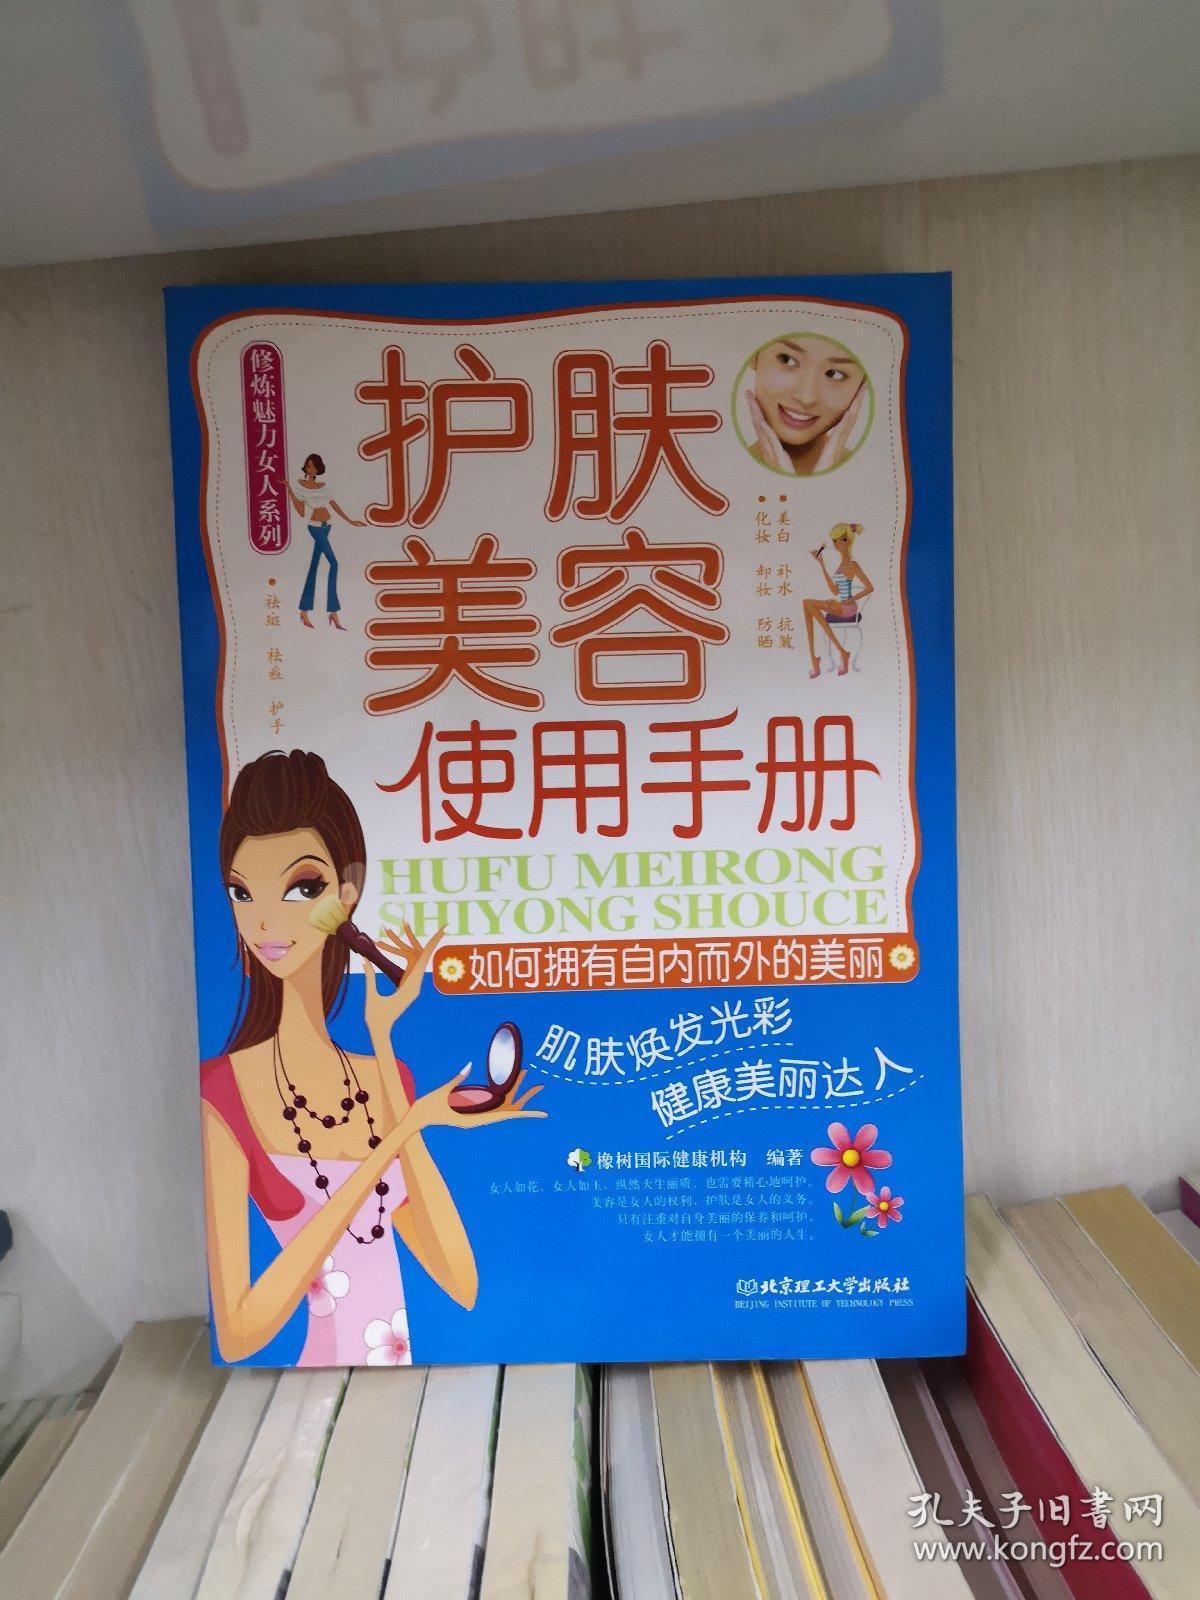 修炼魅力女人系列
护肤
美容
使用手册
美白 补水 抗皱
化妆 卸妆 防晒
祛斑 祛痘 护手
HUFU MEIRONG
SHIYONG SHOUCE
如何拥有自内而外的美丽
肌肤焕发光彩
健康美丽达人
橡树国际健康机构 编著
女人如花，女人如玉，纵然天生丽质，也需要精心地呵护。
美容是女人的权利，护肤是女人的义务。
只有注重对自身美丽的保养和呵护，
女人才能拥有一个美丽的人生。
北京理工大学出版社
BEIJING INSTITUTE OF TECHNOLOGY PRESS
孔夫子旧书网
www.kongfz.com